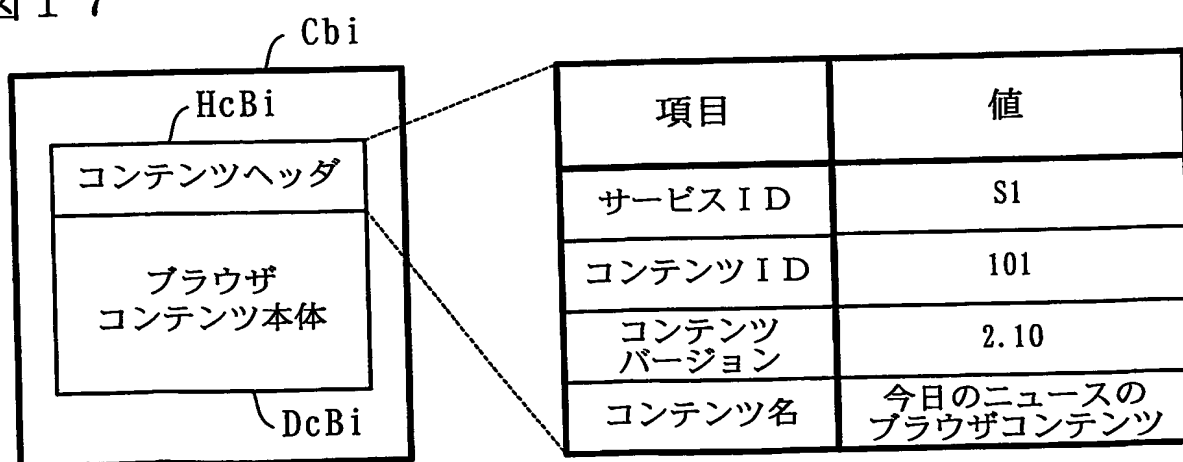 図17
Cbi
HcBi
コンテンツヘッダ
ブラウザ
コンテンツ本体
DcBi
項目 値
サービスID S1
コンテンツID 101
コンテンツ
バージョン
2.10
コンテンツ名
今日のニュースの
ブラウザコンテンツ